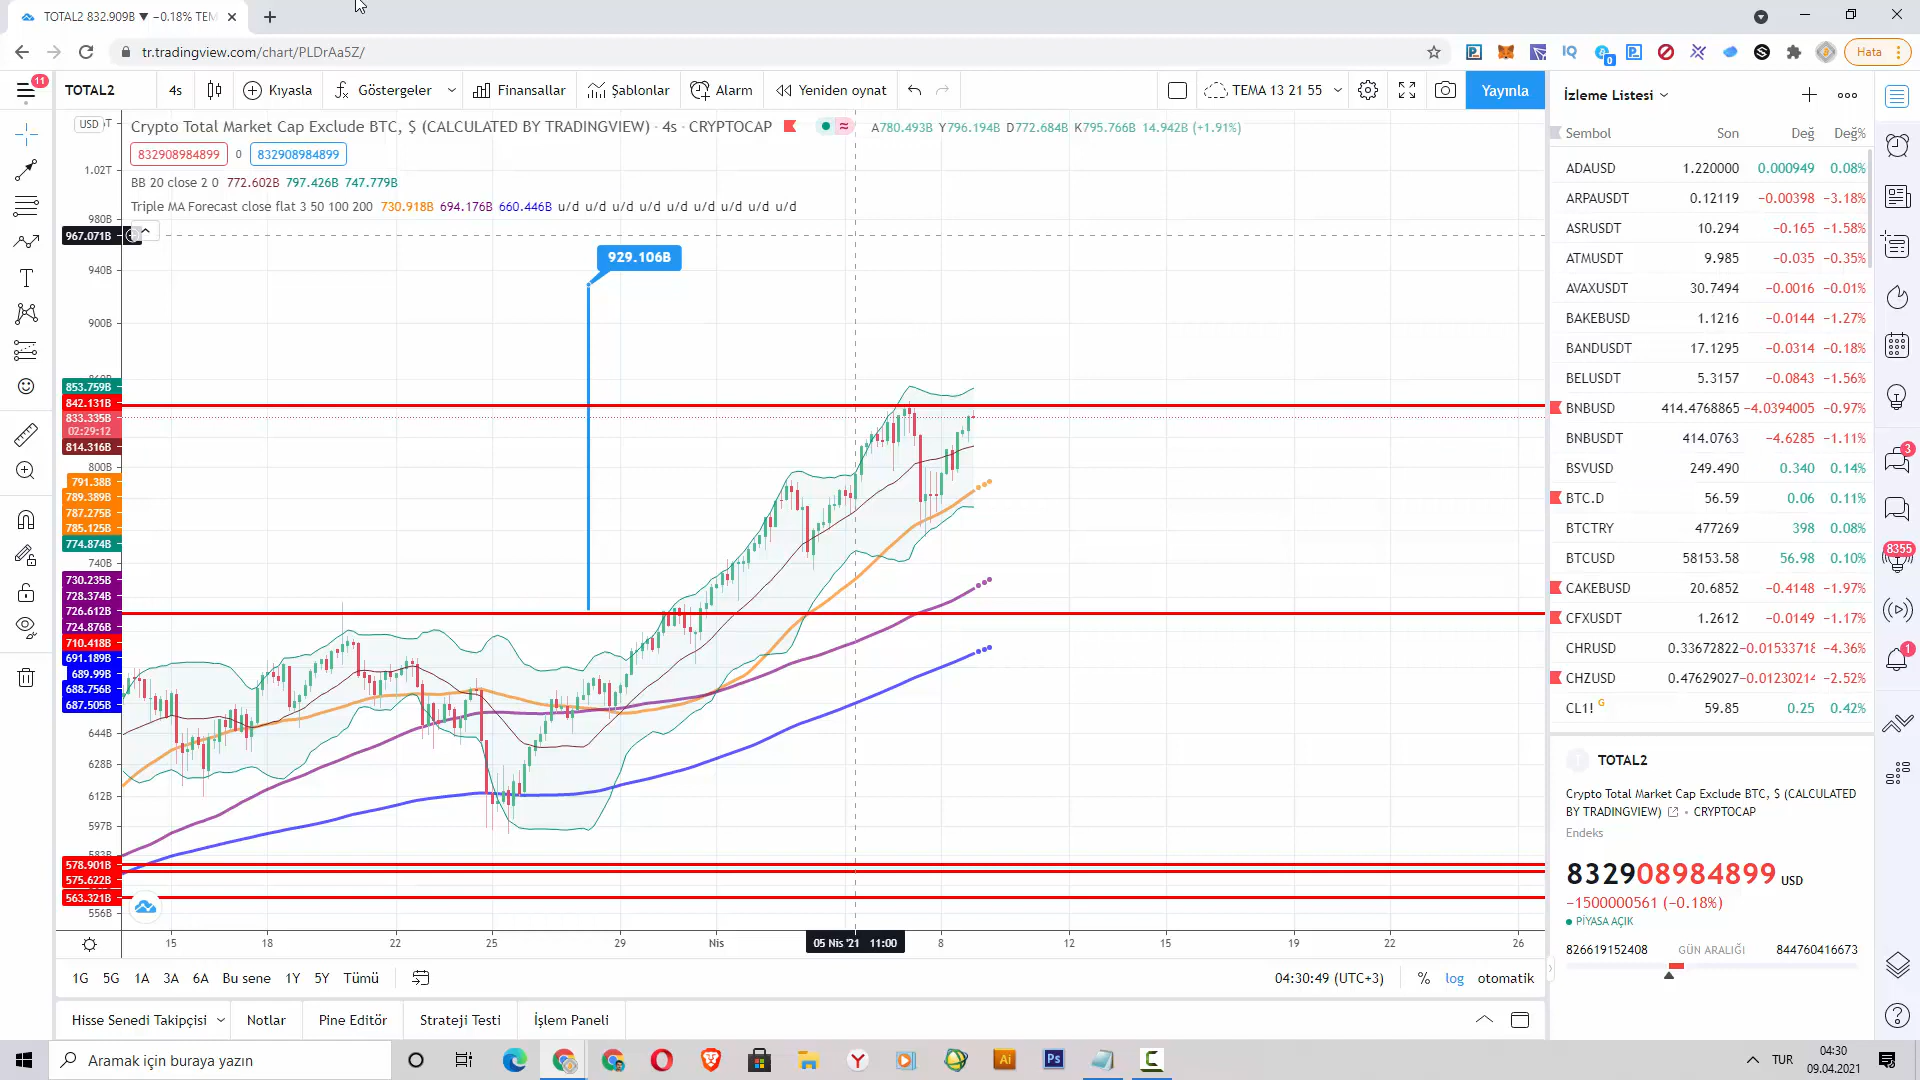 TOTAL2 832.909B ▼ −0.18% TEM
tr.tradingview.com/chart/PLDrAa5Z/
Hata
11
TOTAL2
4s
Kıyasla
Göstergeler
Finansallar
Şablonlar
Alarm
Yeniden oynat
TEMA 13 21 55
Yayınla
USD
Crypto Total Market Cap Exclude BTC, $ (CALCULATED BY TRADINGVIEW) · 4s · CRYPTOCAP
A780.493B Y796.194B D772.684B K795.766B 14.942B (+1.91%)
832908984899 0 832908984899
BB 20 close 2 0 772.602B 797.426B 747.779B
Triple MA Forecast close flat 3 50 100 200 730.918B 694.176B 660.446B u/d u/d u/d u/d u/d u/d u/d u/d u/d
929.106B
1.02T
980B
967.071B
940B
900B
853.759B
842.131B
833.335B
02:29:12
814.316B
800B
791.38B
789.389B
787.275B
785.125B
774.874B
740B
730.235B
728.374B
726.612B
724.876B
710.418B
691.189B
689.99B
688.756B
687.505B
644B
628B
612B
597B
578.901B
575.622B
563.321B
556B
15 18 22 25 29 Nis 05 Nis '21 11:00 8 12 15 19 22 26
1G 5G 1A 3A 6A Bu sene 1Y 5Y Tümü
04:30:49 (UTC+3) % log otomatik
Hisse Senedi Takipçisi
Notlar
Pine Editör
Strateji Testi
İşlem Paneli
İzleme Listesi
Sembol Son Değ Değ%
ADAUSD 1.220000 0.000949 0.08%
ARPAUSDT 0.12119 −0.00398 −3.18%
ASRUSDT 10.294 −0.165 −1.58%
ATMUSDT 9.985 −0.035 −0.35%
AVAXUSDT 30.7494 −0.0016 −0.01%
BAKEBUSD 1.1216 −0.0144 −1.27%
BANDUSDT 17.1295 −0.0314 −0.18%
BELUSDT 5.3157 −0.0843 −1.56%
BNBUSD 414.4768865 −4.0394005 −0.97%
BNBUSDT 414.0763 −4.6285 −1.11%
BSVUSD 249.490 0.340 0.14%
BTC.D 56.59 0.06 0.11%
BTCTRY 477269 398 0.08%
BTCUSD 58153.58 56.98 0.10%
CAKEBUSD 20.6852 −0.4148 −1.97%
CFXUSDT 1.2612 −0.0149 −1.17%
CHRUSD 0.33672822 −0.01533718 −4.36%
CHZUSD 0.47629027 −0.01230214 −2.52%
CL1! G 59.85 0.25 0.42%
TOTAL2
Crypto Total Market Cap Exclude BTC, $ (CALCULATED
BY TRADINGVIEW) • CRYPTOCAP
Endeks
832908984899 USD
−1500000561 (−0.18%)
PİYASA AÇIK
826619152408 GÜN ARALIĞI 844760416673
3
8355
1
Aramak için buraya yazın
TUR
04:30
09.04.2021